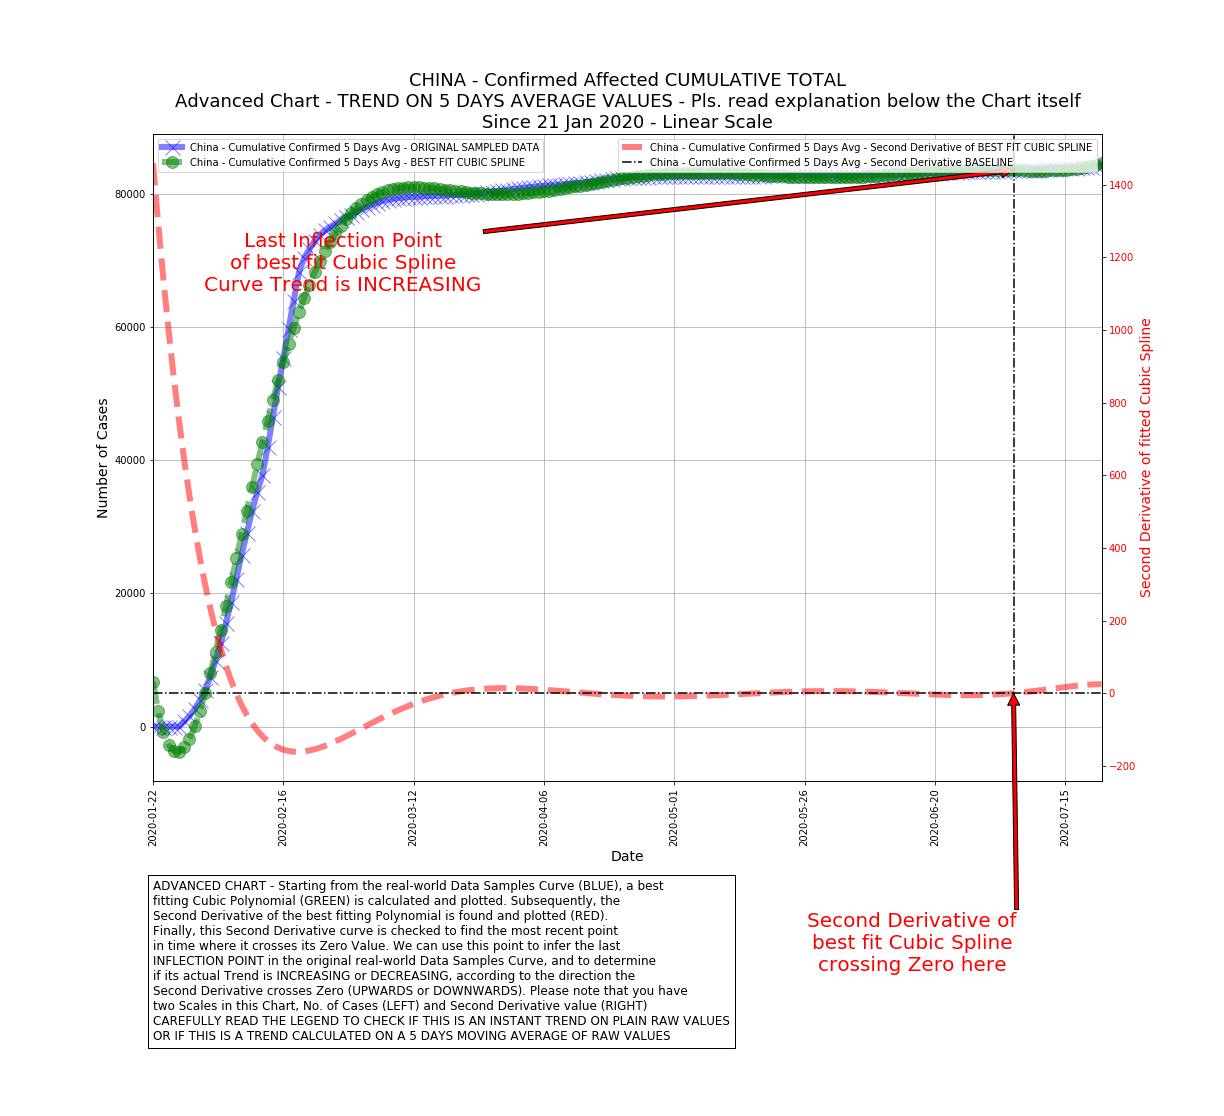 CHINA - Confirmed Affected CUMULATIVE TOTAL
Advanced Chart - TREND ON 5 DAYS AVERAGE VALUES - Pls. read explanation below the Chart itself
Since 21 Jan 2020 - Linear Scale
China - Cumulative Confirmed 5 Days Avg - ORIGINAL SAMPLED DATA
China - Cumulative Confirmed 5 Days Avg - BEST FIT CUBIC SPLINE
China - Cumulative Confirmed 5 Days Avg - Second Derivative of BEST FIT CUBIC SPLINE
China - Cumulative Confirmed 5 Days Avg - Second Derivative BASELINE
Last Inflection Point
of best fit Cubic Spline
Curve Trend is INCREASING
Number of Cases
80000
60000
40000
20000
0
1400
1200
1000
800
600
400
200
0
−200
Second Derivative of fitted Cubic Spline
2020-01-22
2020-02-16
2020-03-12
2020-04-06
2020-05-01
2020-05-26
2020-06-20
2020-07-15
Date
ADVANCED CHART - Starting from the real-world Data Samples Curve (BLUE), a best
fitting Cubic Polynomial (GREEN) is calculated and plotted. Subsequently, the
Second Derivative of the best fitting Polynomial is found and plotted (RED).
Finally, this Second Derivative curve is checked to find the most recent point
in time where it crosses its Zero Value. We can use this point to infer the last
INFLECTION POINT in the original real-world Data Samples Curve, and to determine
if its actual Trend is INCREASING or DECREASING, according to the direction the
Second Derivative crosses Zero (UPWARDS or DOWNWARDS). Please note that you have
two Scales in this Chart, No. of Cases (LEFT) and Second Derivative value (RIGHT)
CAREFULLY READ THE LEGEND TO CHECK IF THIS IS AN INSTANT TREND ON PLAIN RAW VALUES
OR IF THIS IS A TREND CALCULATED ON A 5 DAYS MOVING AVERAGE OF RAW VALUES
Second Derivative of
best fit Cubic Spline
crossing Zero here